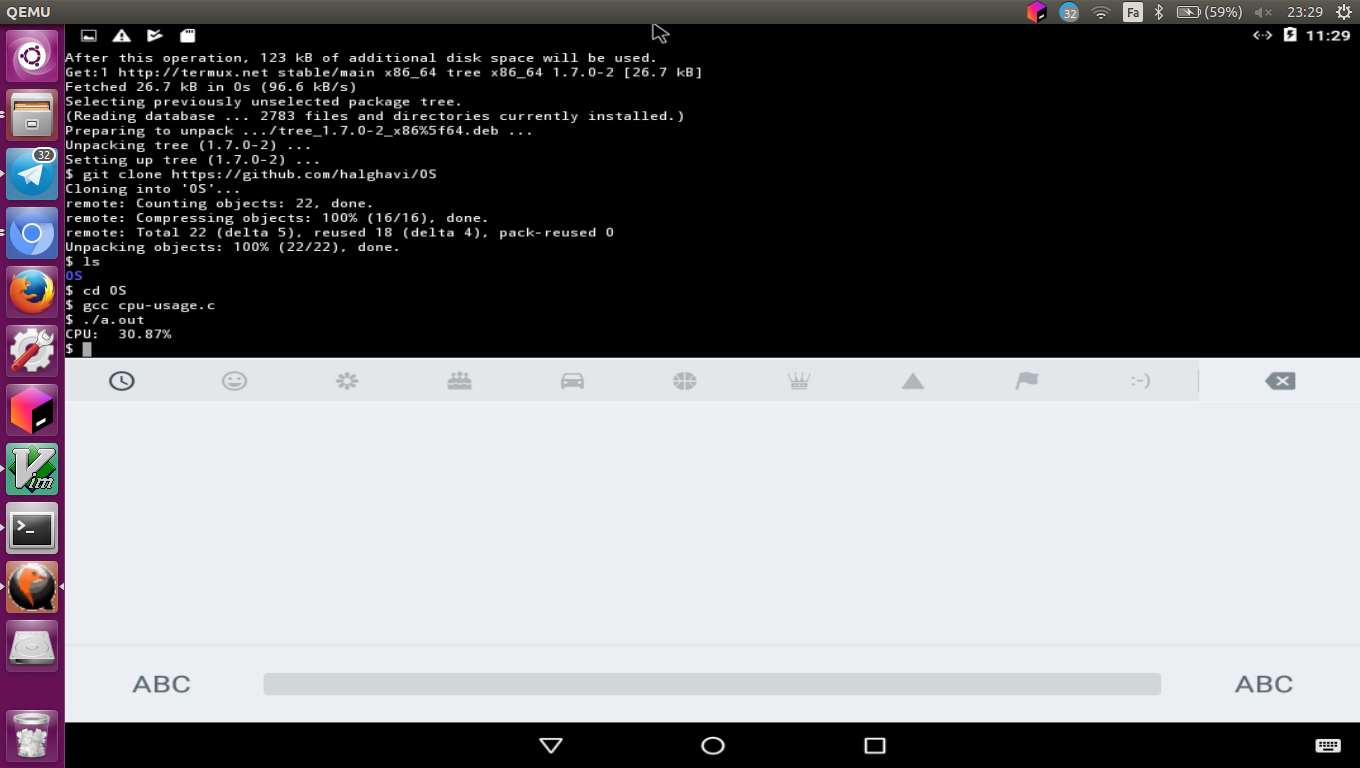 QEMU
32
Fa
(59%)
23:29
11:29
32
After this operation, 123 kB of additional disk space will be used.
Get:1 http://termux.net stable/main x86_64 tree x86_64 1.7.0-2 [26.7 kB]
Fetched 26.7 kB in 0s (96.6 kB/s)
Selecting previously unselected package tree.
(Reading database ... 2783 files and directories currently installed.)
Preparing to unpack .../tree_1.7.0-2_x86%5f64.deb ...
Unpacking tree (1.7.0-2) ...
Setting up tree (1.7.0-2) ...
$ git clone https://github.com/halghavi/OS
Cloning into 'OS'...
remote: Counting objects: 22, done.
remote: Compressing objects: 100% (16/16), done.
remote: Total 22 (delta 5), reused 18 (delta 4), pack-reused 0
Unpacking objects: 100% (22/22), done.
$ ls
OS
$ cd OS
$ gcc cpu-usage.c
$ ./a.out
CPU:  30.87%
$
:-)
Vim
>_
ABC
ABC